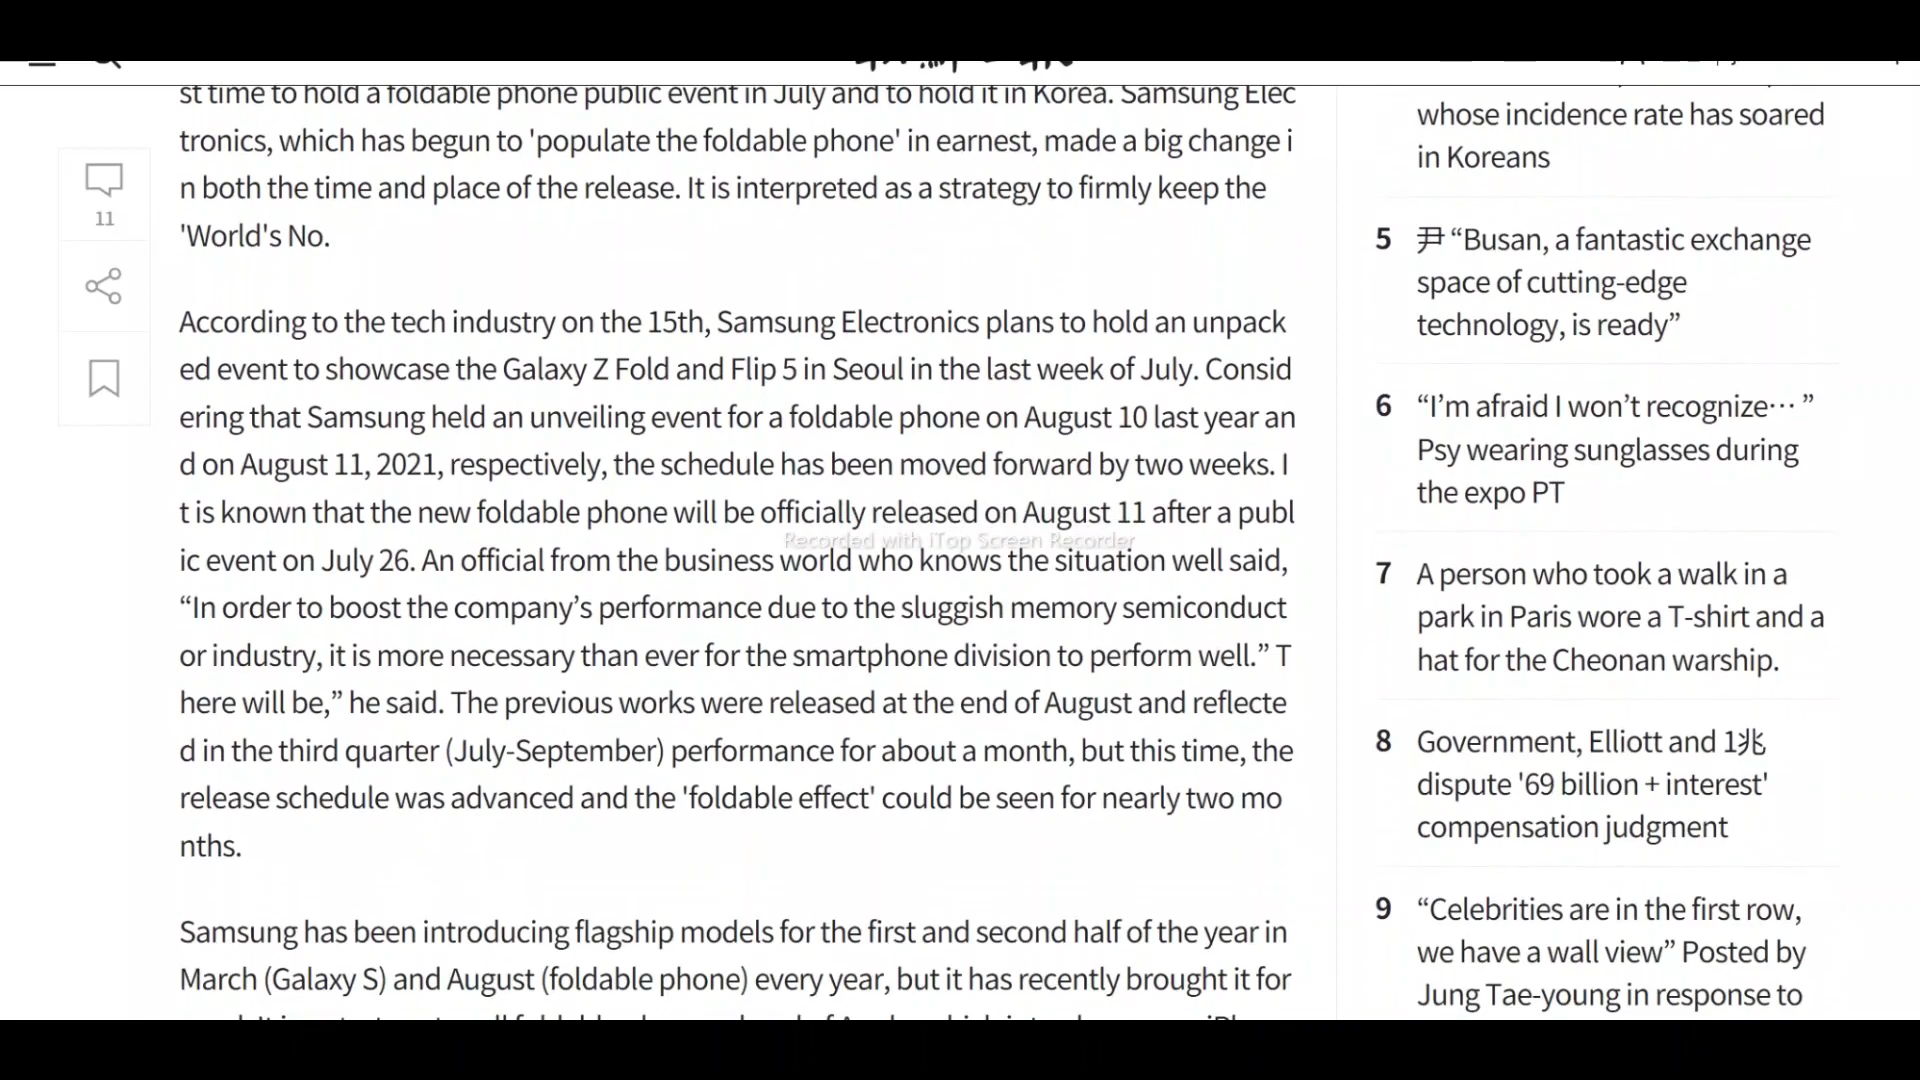 st time to hold a foldable phone public event in July and to hold it in Korea. Samsung Elec
tronics, which has begun to 'populate the foldable phone' in earnest, made a big change i
n both the time and place of the release. It is interpreted as a strategy to firmly keep the
'World's No.
According to the tech industry on the 15th, Samsung Electronics plans to hold an unpack
ed event to showcase the Galaxy Z Fold and Flip 5 in Seoul in the last week of July. Consid
ering that Samsung held an unveiling event for a foldable phone on August 10 last year an
d on August 11, 2021, respectively, the schedule has been moved forward by two weeks. I
t is known that the new foldable phone will be officially released on August 11 after a publ
ic event on July 26. An official from the business world who knows the situation well said,
“In order to boost the company’s performance due to the sluggish memory semiconduct
or industry, it is more necessary than ever for the smartphone division to perform well.” T
here will be,” he said. The previous works were released at the end of August and reflecte
d in the third quarter (July-September) performance for about a month, but this time, the
release schedule was advanced and the 'foldable effect' could be seen for nearly two mo
nths.
Samsung has been introducing flagship models for the first and second half of the year in
March (Galaxy S) and August (foldable phone) every year, but it has recently brought it for
11
Recorded with iTop Screen Recorder
whose incidence rate has soared
in Koreans
5 尹 “Busan, a fantastic exchange
space of cutting-edge
technology, is ready”
6 “I’m afraid I won’t recognize⋯ ”
Psy wearing sunglasses during
the expo PT
7 A person who took a walk in a
park in Paris wore a T-shirt and a
hat for the Cheonan warship.
8 Government, Elliott and 1兆
dispute '69 billion + interest'
compensation judgment
9 “Celebrities are in the first row,
we have a wall view” Posted by
Jung Tae-young in response to